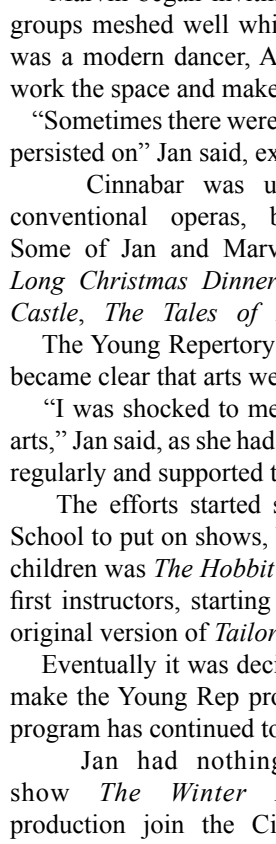 groups meshed well whi
was a modern dancer, A
work the space and make
“Sometimes there were
persisted on” Jan said, ex
Cinnabar was u
conventional operas, b
Some of Jan and Marv
Long Christmas Dinner
Castle, The Tales of
The Young Repertory
became clear that arts we
“I was shocked to me
arts,” Jan said, as she had
regularly and supported t
The efforts started s
School to put on shows,
children was The Hobbit
first instructors, starting
original version of Tailor
Eventually it was deci
make the Young Rep pro
program has continued to
Jan had nothing
show The Winter
production join the Ci